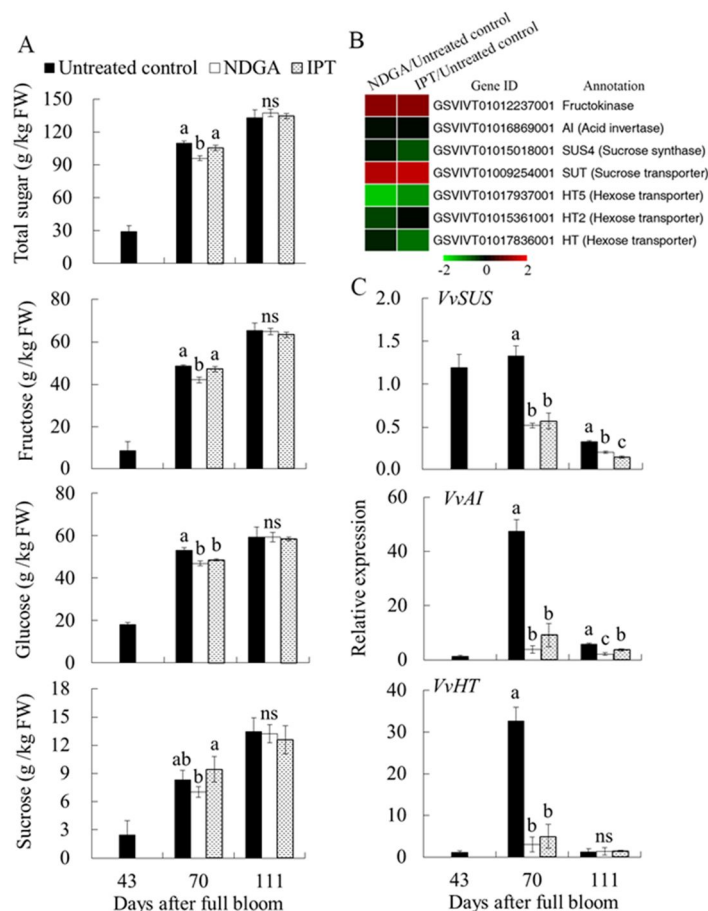 A
Untreated control NDGA IPT
Total sugar (g /kg FW)
150
120
90
60
30
0
a b a
ns
Fructose (g /kg FW)
80
60
40
20
0
a b a
ns
Glucose (g /kg FW)
80
60
40
20
0
a b b
ns
Sucrose (g /kg FW)
18
15
12
9
6
3
0
ab b a
ns
43 70 111
Days after full bloom
B
NDGA/Untreated control
IPT/Untreated control
Gene ID Annotation
GSVIVT01012237001 Fructokinase
GSVIVT01016869001 AI (Acid invertase)
GSVIVT01015018001 SUS4 (Sucrose synthase)
GSVIVT01009254001 SUT (Sucrose transporter)
GSVIVT01017937001 HT5 (Hexose transporter)
GSVIVT01015361001 HT2 (Hexose transporter)
GSVIVT01017836001 HT (Hexose transporter)
-2 0 2
C
VvSUS
2.0
1.5
1.0
0.5
0.0
a b b
a b c
Relative expression
VvAI
60
40
20
0
a b b
a c b
VvHT
40
30
20
10
0
a b b
ns
43 70 111
Days after full bloom